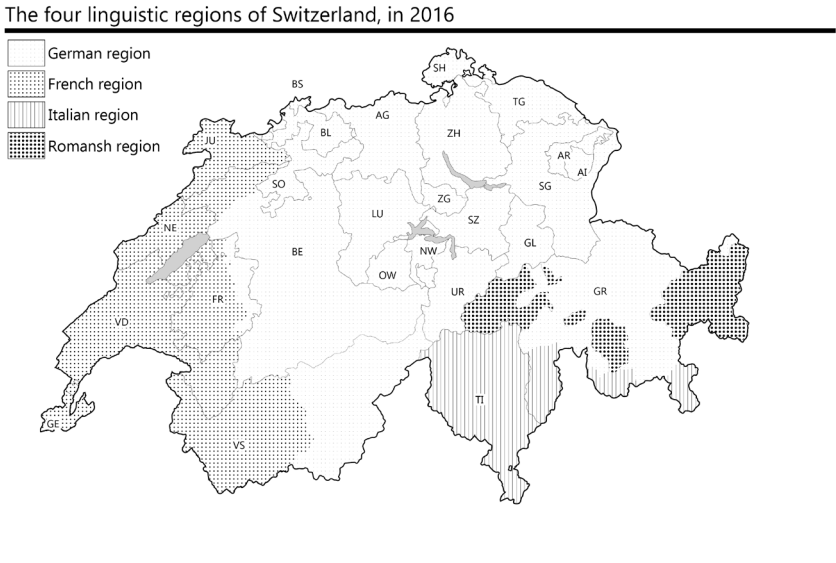 The four linguistic regions of Switzerland, in 2016
German region
French region
Italian region
Romansh region
SH
BS
TG
AG
BL
ZH
JU
AR
AI
SO
SG
ZG
LU
SZ
NE
GL
BE
NW
OW
UR
GR
FR
VD
TI
GE
VS